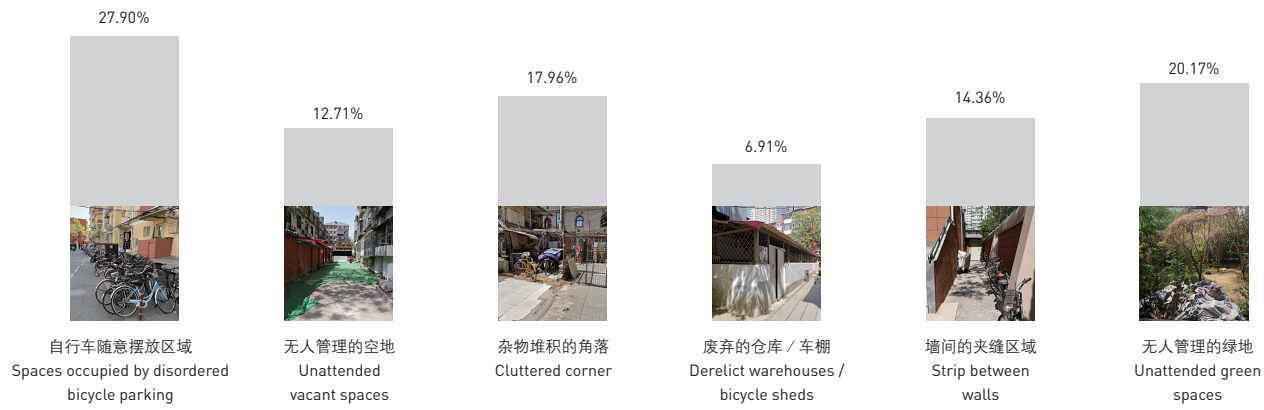 27.90%
12.71%
17.96%
6.91%
14.36%
20.17%
自行车随意摆放区域
Spaces occupied by disordered
bicycle parking
无人管理的空地
Unattended
vacant spaces
杂物堆积的角落
Cluttered corner
废弃的仓库 / 车棚
Derelict warehouses /
bicycle sheds
墙间的夹缝区域
Strip between
walls
无人管理的绿地
Unattended green
spaces